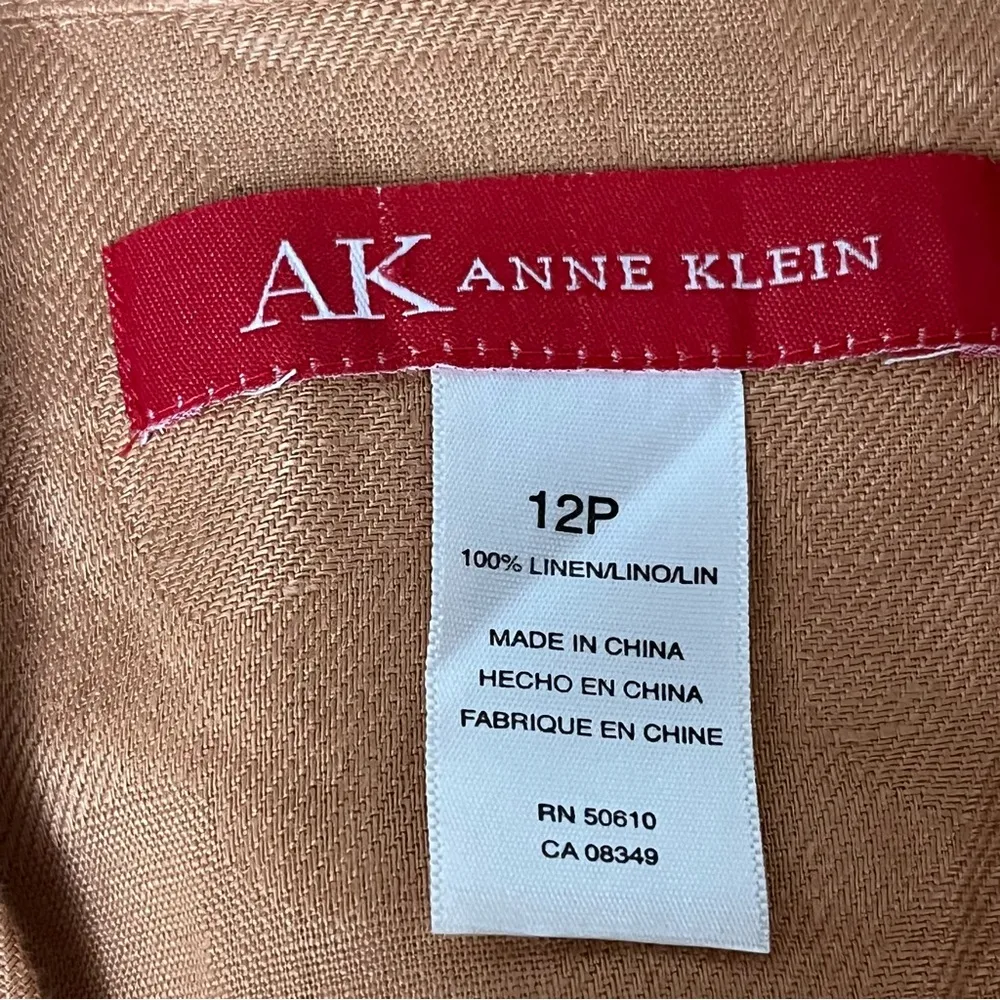 AK ANNE KLEIN
12P
100% LINEN/LINO/LIN
MADE IN CHINA
HECHO EN CHINA
FABRIQUE EN CHINE
RN 50610
CA 08349